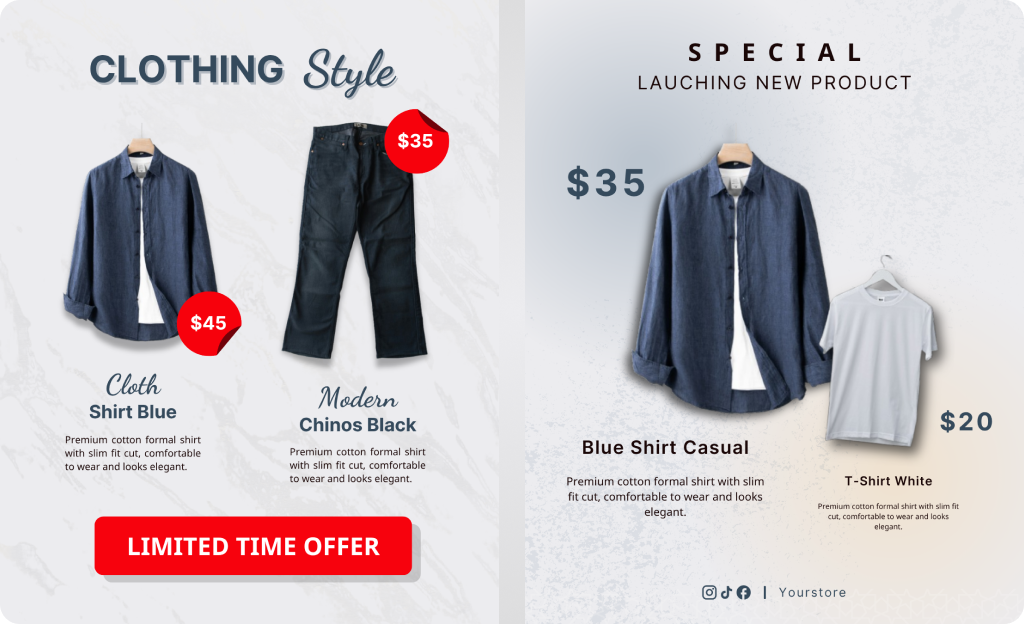 CLOTHING Style
$35
$45
Cloth
Shirt Blue
Premium cotton formal shirt
with slim fit cut, comfortable
to wear and looks elegant.
Modern
Chinos Black
Premium cotton formal shirt
with slim fit cut, comfortable
to wear and looks elegant.
LIMITED TIME OFFER
SPECIAL
LAUCHING NEW PRODUCT
$35
$20
Blue Shirt Casual
Premium cotton formal shirt with slim
fit cut, comfortable to wear and looks
elegant.
T-Shirt White
Premium cotton formal shirt with slim fit
cut, comfortable to wear and looks
elegant.
| Yourstore